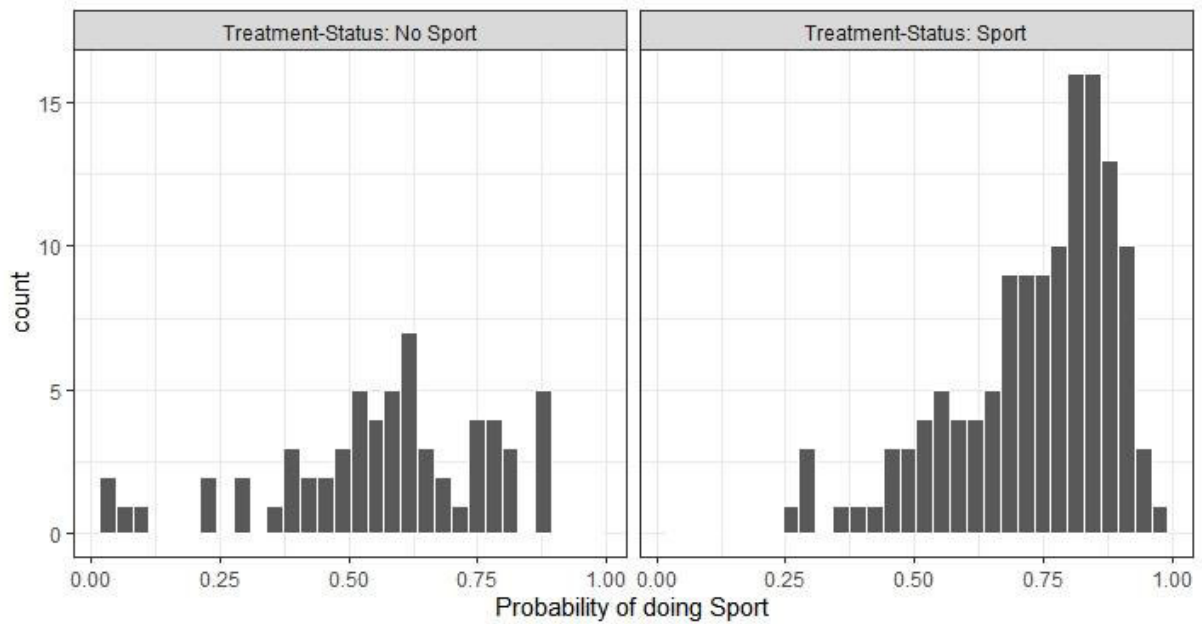 Treatment-Status: No Sport
Treatment-Status: Sport
count
15
10
5
0
0.00 0.25 0.50 0.75 1.00
0.00 0.25 0.50 0.75 1.00
Probability of doing Sport